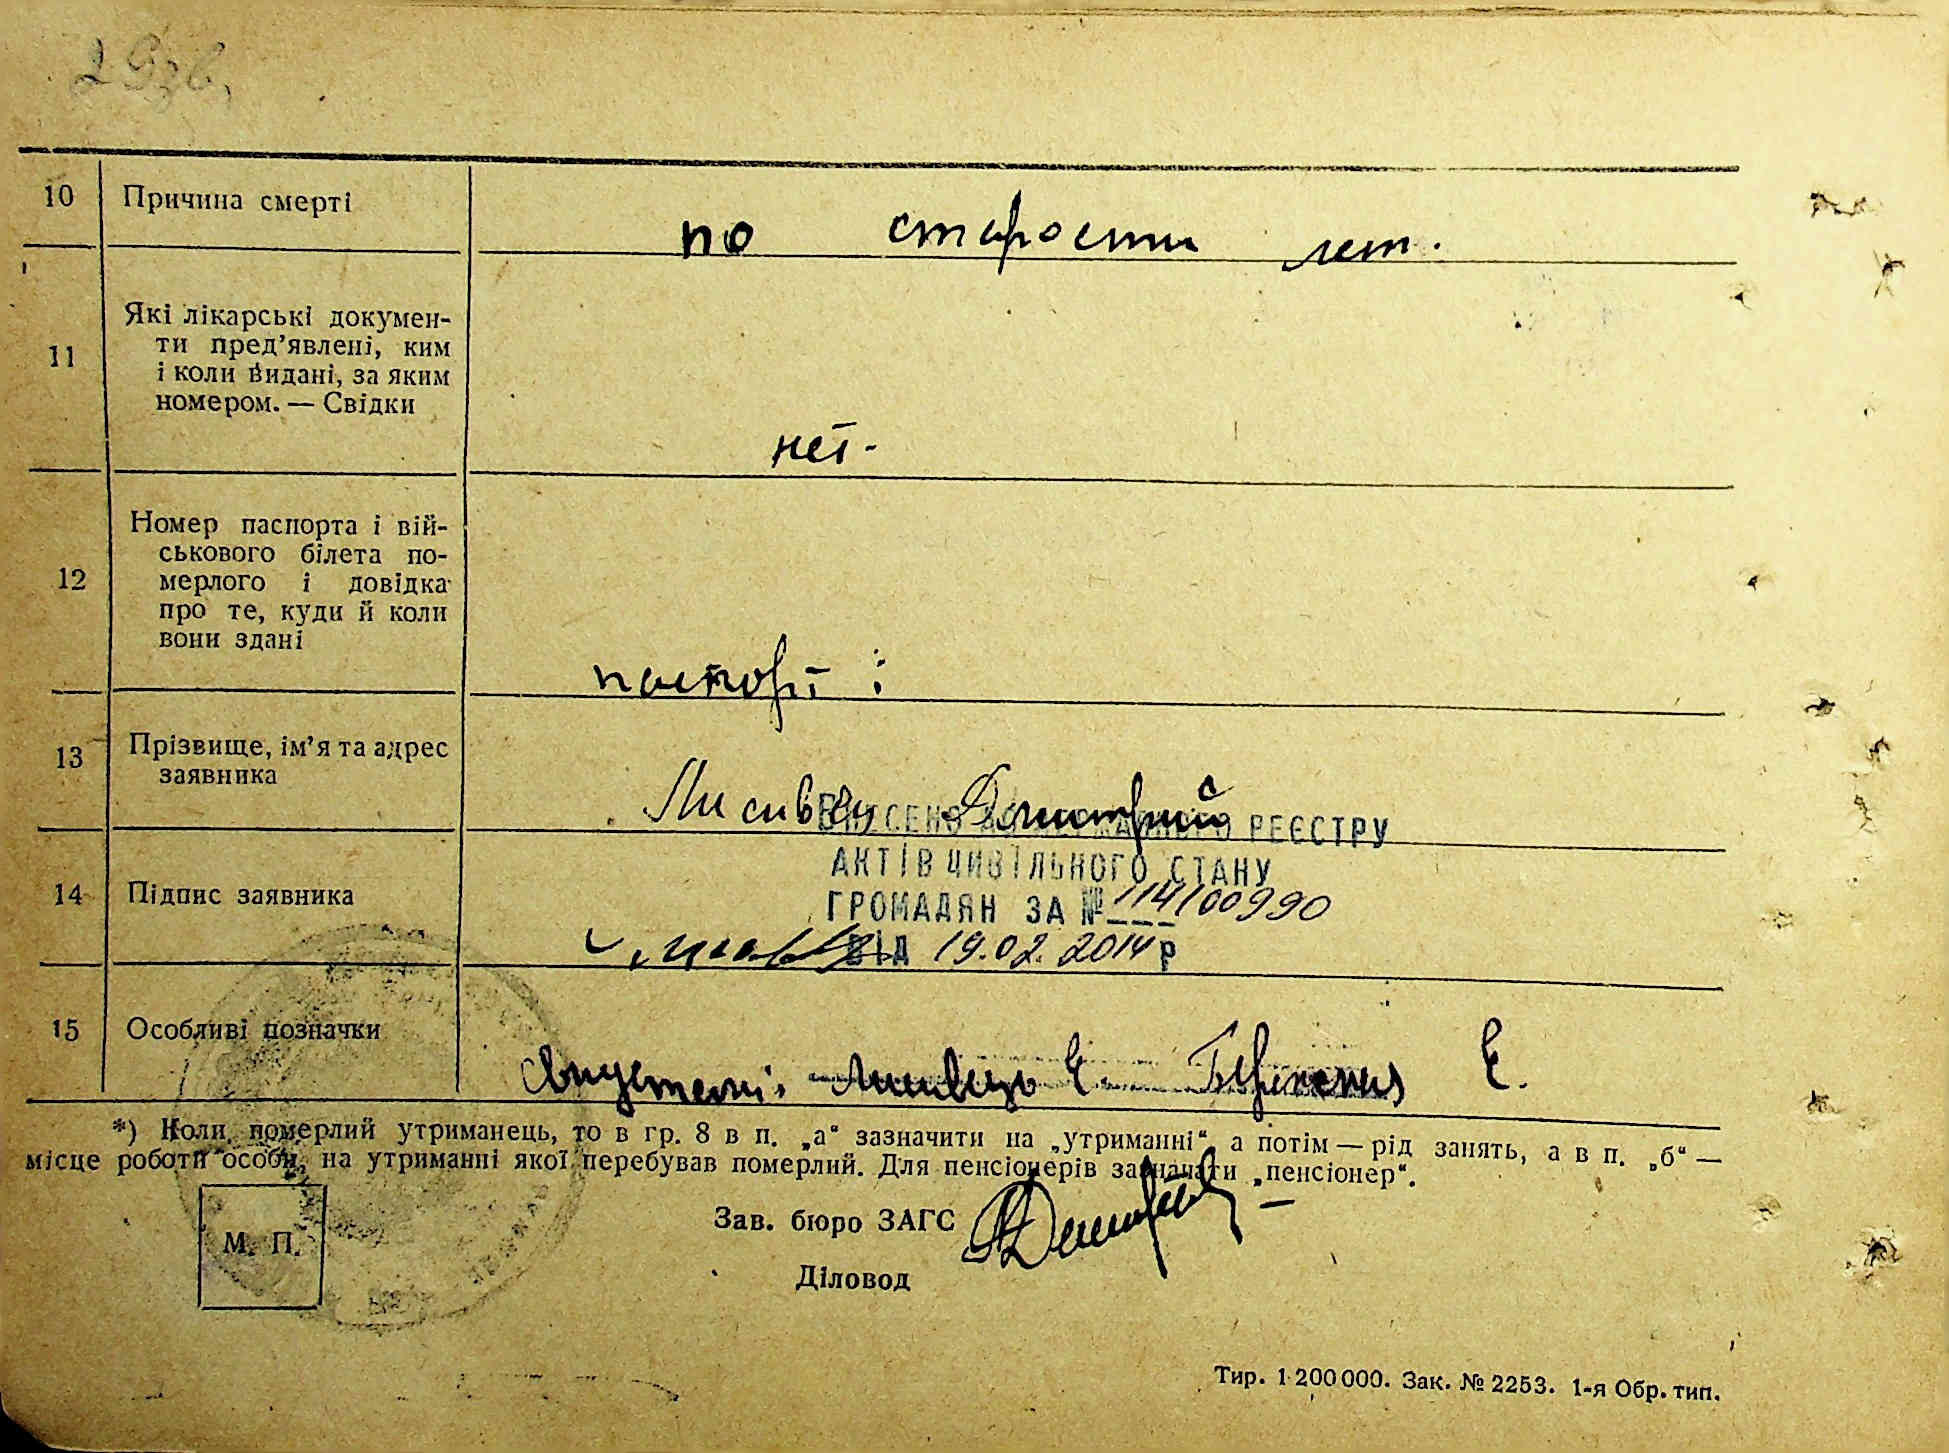 29зв.
10 Причина смерті по старости лет.
11 Які лікарські докумен-
ти пред’явлені, ким
і коли видані, за яким
номером. — Свідки
нет.
12 Номер паспорта і вій-
ськового білета по-
мерлого і довідка
про те, куди й коли
вони здані
13 Прізвище, ім’я та адрес
заявника
Дмитрий
ВНЕСЕНО ДО ДЕРЖАВНОГО РЕЄСТРУ
АКТІВ ЦИВІЛЬНОГО СТАНУ
14 Підпис заявника
ГРОМАДЯН ЗА № 114/00990
ВІД 19.02.2014 р
15 Особливі позначки
Е. Е.
*) Коли померлий утриманець, то в гр. 8 в п. „а“ зазначити на „утриманні“, а потім — рід занять, а в п. „б“ —
місце роботи особи, на утриманні якої перебував померлий. Для пенсіонерів зазначати „пенсіонер“.
Зав. бюро ЗАГС
М. П.
Діловод
Тир. 1 200 000. Зак. № 2253. 1-я Обр. тип.